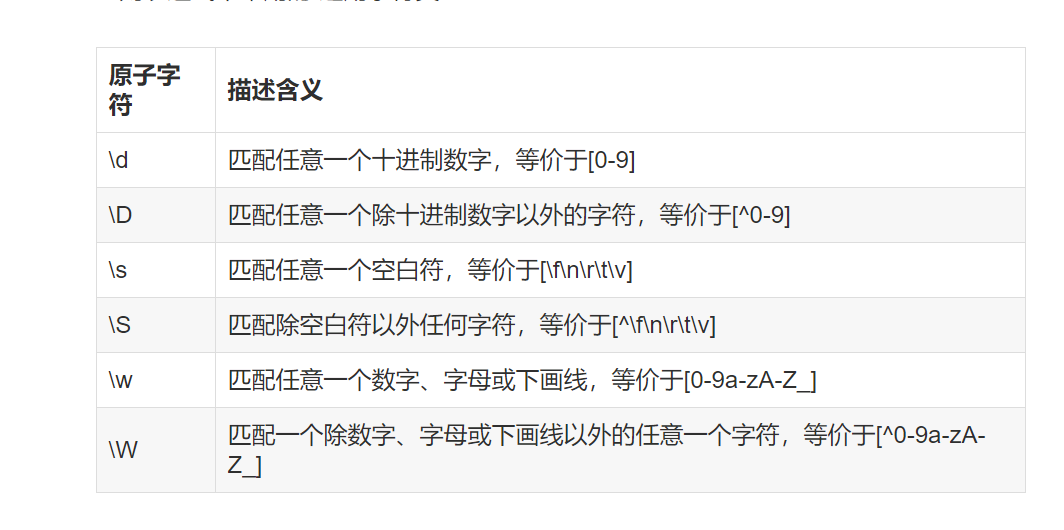 原子字
符
描述含义
\d
匹配任意一个十进制数字，等价于[0-9]
\D
匹配任意一个除十进制数字以外的字符，等价于[^0-9]
\s
匹配任意一个空白符，等价于[\f\n\r\t\v]
\S
匹配除空白符以外任何字符，等价于[^\f\n\r\t\v]
\w
匹配任意一个数字、字母或下画线，等价于[0-9a-zA-Z_]
\W
匹配一个除数字、字母或下画线以外的任意一个字符，等价于[^0-9a-zA-
Z_]